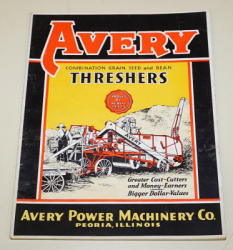 AVERY
COMBINATION GRAIN SEED AND BEAN
THRESHERS
Greater Cost-Cutters
and Money-Earners
Bigger Dollar-Values
AVERY POWER MACHINERY CO.
PEORIA, ILLINOIS